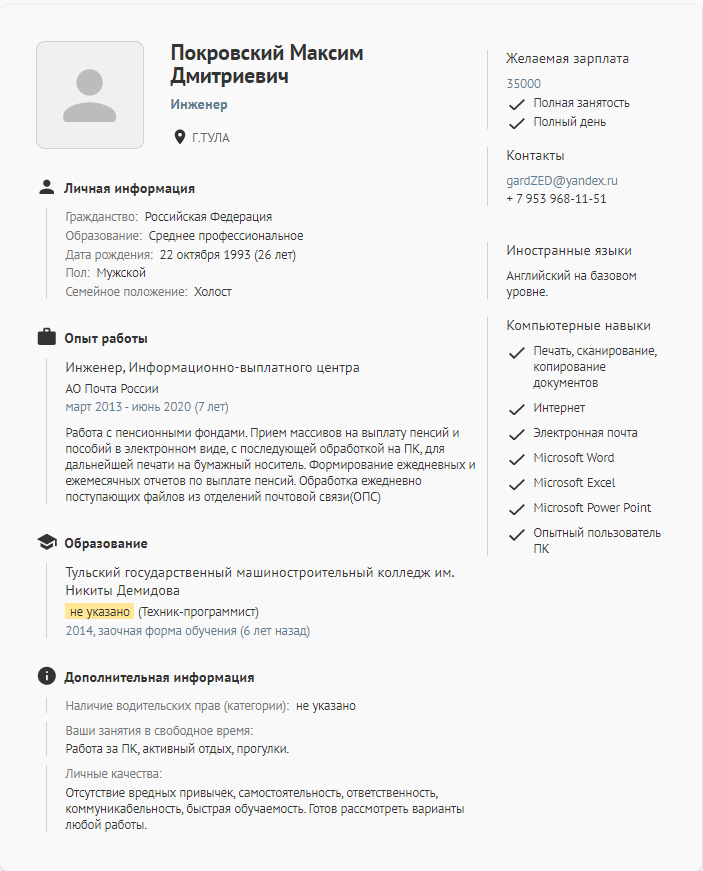 Покровский Максим
Дмитриевич
Инженер
Г.ТУЛА
Личная информация
Гражданство: Российская Федерация
Образование: Среднее профессиональное
Дата рождения: 22 октября 1993 (26 лет)
Пол: Мужской
Семейное положение: Холост
Опыт работы
Инженер, Информационно-выплатного центра
АО Почта России
март 2013 - июнь 2020 (7 лет)
Работа с пенсионными фондами. Прием массивов на выплату пенсий и
пособий в электронном виде, с последующей обработкой на ПК, для
дальнейшей печати на бумажный носитель. Формирование ежедневных и
ежемесячных отчетов по выплате пенсий. Обработка ежедневно
поступающих файлов из отделений почтовой связи(ОПС)
Образование
Тульский государственный машиностроительный колледж им.
Никиты Демидова
не указано (Техник-программист)
2014, заочная форма обучения (6 лет назад)
Дополнительная информация
Наличие водительских прав (категории): не указано
Ваши занятия в свободное время:
Работа за ПК, активный отдых, прогулки.
Личные качества:
Отсутствие вредных привычек, самостоятельность, ответственность,
коммуникабельность, быстрая обучаемость. Готов рассмотреть варианты
любой работы.
Желаемая зарплата
35000
Полная занятость
Полный день
Контакты
gardZED@yandex.ru
+ 7 953 968-11-51
Иностранные языки
Английский на базовом
уровне.
Компьютерные навыки
Печать, сканирование,
копирование
документов
Интернет
Электронная почта
Microsoft Word
Microsoft Excel
Microsoft Power Point
Опытный пользователь
ПК